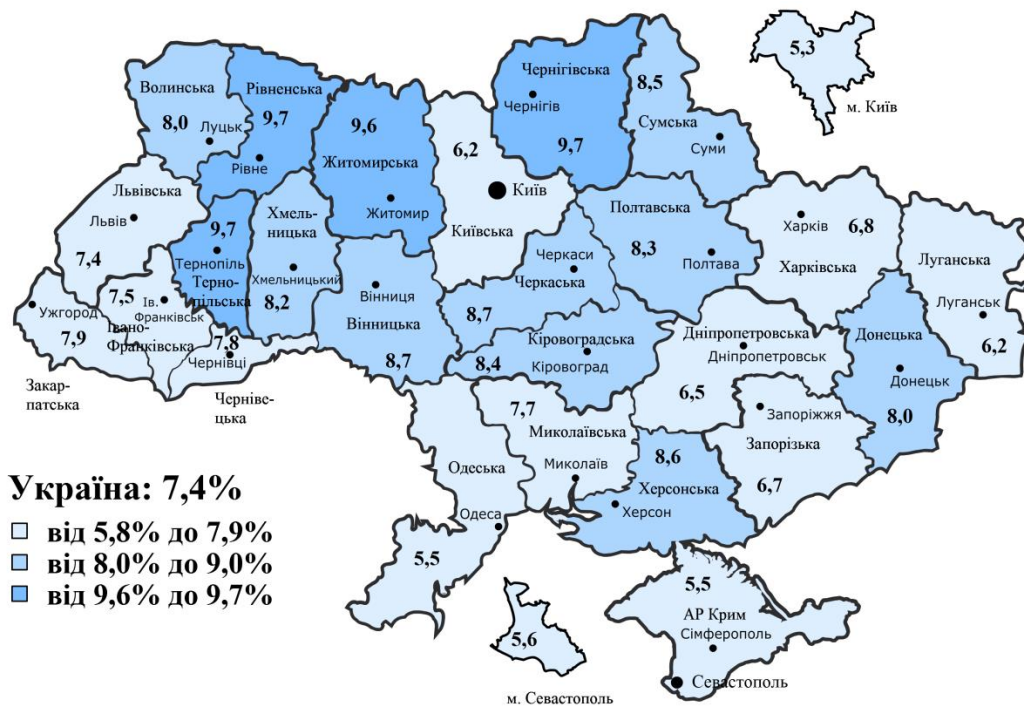 5,3
м. Київ
Волинська
8,0
Луцьк
Рівненська
9,7
Рівне
9,6
Житомирська
Житомир
6,2
Київ
Київська
Чернігівська
Чернігів
9,7
8,5
Сумська
Суми
Львівська
Львів
7,4
9,7
Тернопіль
Терно-
пільська
Хмель-
ницька
Хмельницький
8,2
Вінниця
Вінницька
8,7
Черкаси
Черкаська
8,7
Полтавська
8,3
Полтава
Харків
6,8
Харківська
Луганська
Луганськ
6,2
Ужгород
7,9
Закар-
патська
7,5
Ів.
Франківськ
Івано-
Франківська
7,8
Чернівці
Черніве-
цька
Кіровоградська
8,4
Кіровоград
Дніпропетровська
Дніпропетровськ
6,5
Донецька
Донецьк
8,0
Запоріжжя
Запорізька
6,7
7,7
Миколаївська
Миколаїв
Одеська
Одеса
5,5
8,6
Херсонська
Херсон
5,5
АР Крим
Сімферополь
Севастополь
5,6
м. Севастополь
Україна: 7,4%
від 5,8% до 7,9%
від 8,0% до 9,0%
від 9,6% до 9,7%